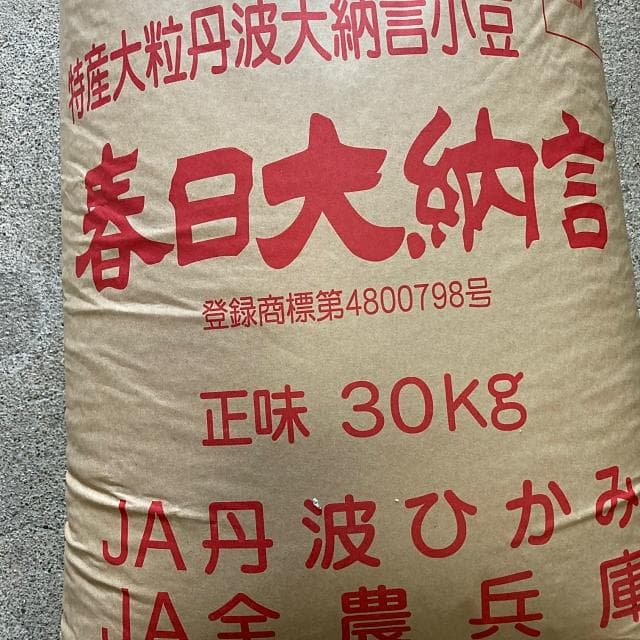 特産大粒丹波大納言小豆
春日大納言
登録商標第4800798号
正味 30Kg
JA丹波ひかみ
JA全農兵庫